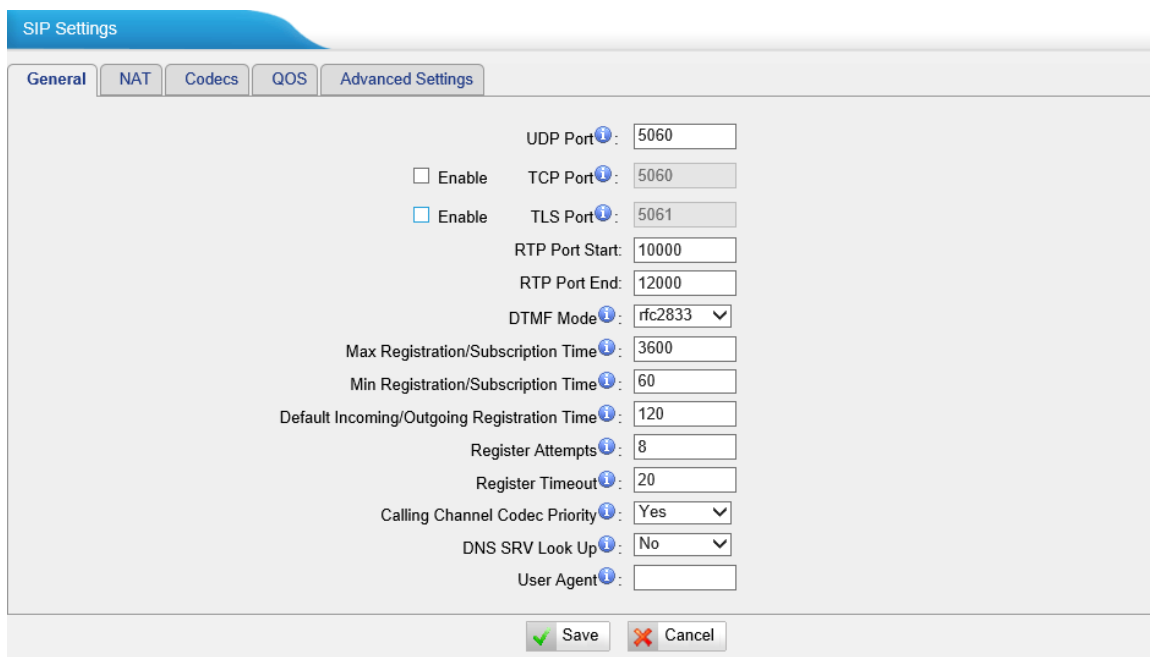 SIP Settings
General NAT Codecs QOS Advanced Settings
UDP Port : 5060
Enable TCP Port : 5060
Enable TLS Port : 5061
RTP Port Start: 10000
RTP Port End: 12000
DTMF Mode : rfc2833
Max Registration/Subscription Time : 3600
Min Registration/Subscription Time : 60
Default Incoming/Outgoing Registration Time : 120
Register Attempts : 8
Register Timeout : 20
Calling Channel Codec Priority : Yes
DNS SRV Look Up : No
User Agent :
Save Cancel